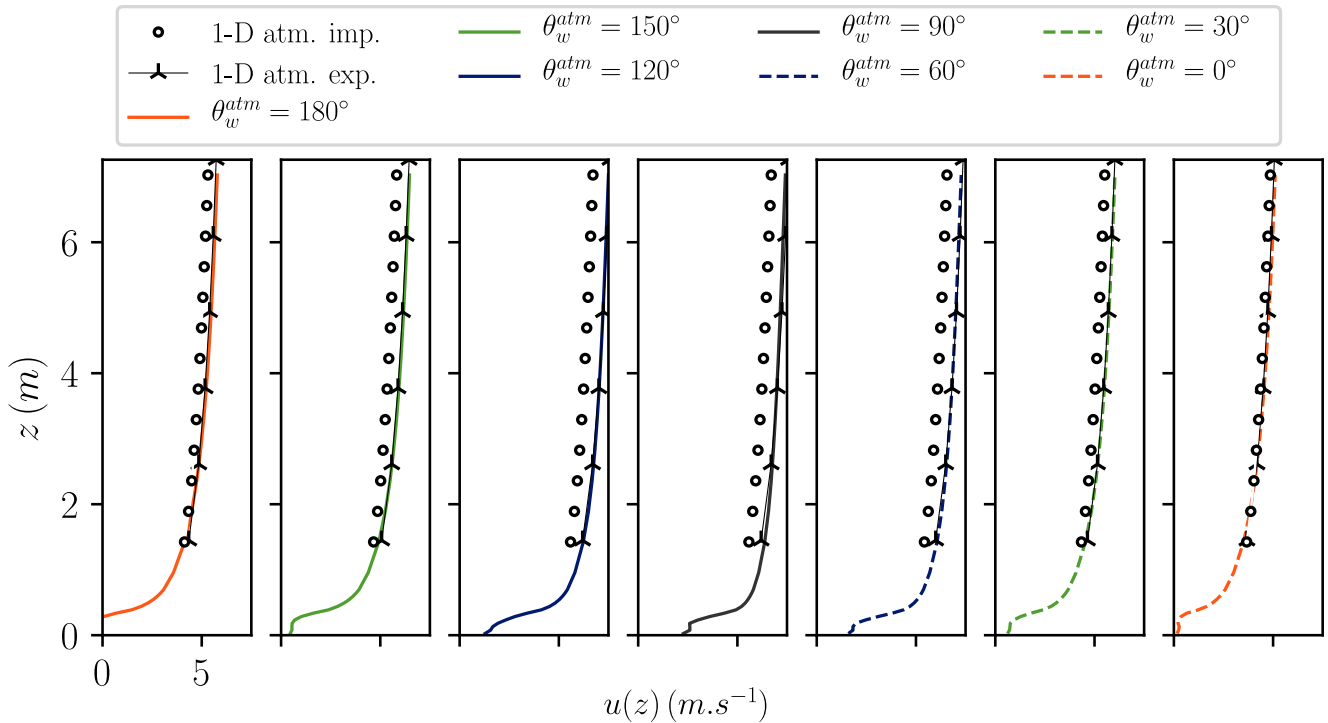 1-D atm. imp.
1-D atm. exp.
θ_w^{atm} = 180°
θ_w^{atm} = 150°
θ_w^{atm} = 120°
θ_w^{atm} = 90°
θ_w^{atm} = 60°
θ_w^{atm} = 30°
θ_w^{atm} = 0°
z (m)
6
4
2
0
0
5
u(z) (m.s⁻¹)